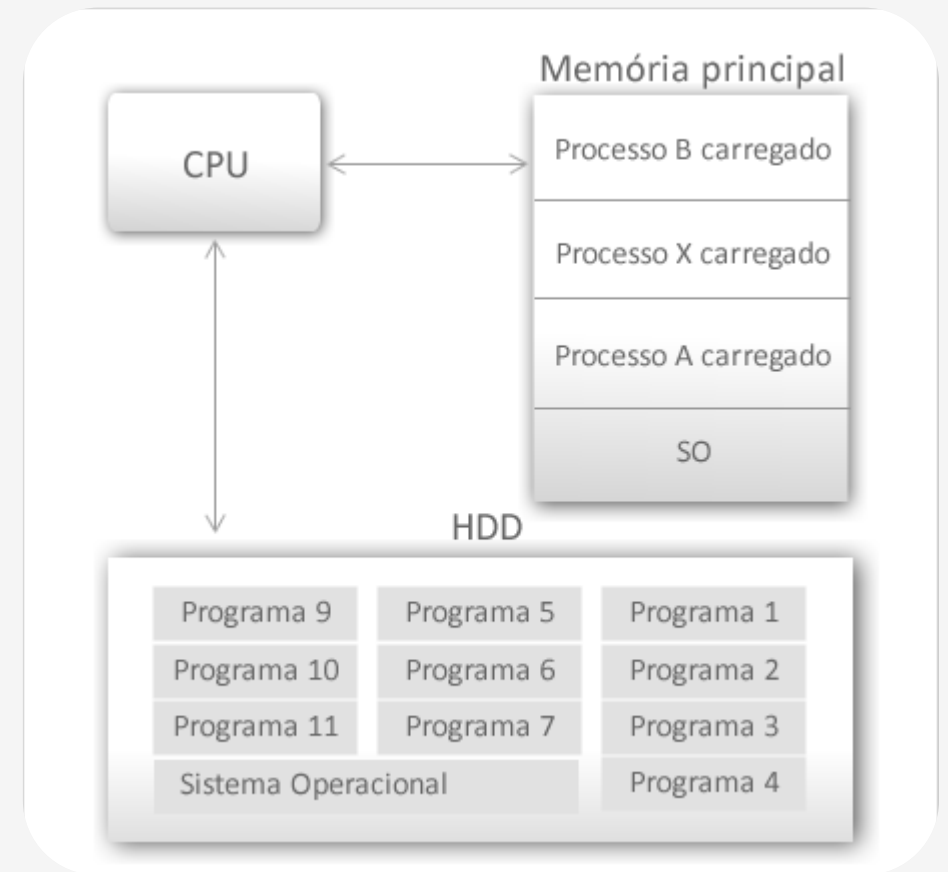 Memória principal
CPU
Processo B carregado
Processo X carregado
Processo A carregado
SO
HDD
Programa 9
Programa 5
Programa 1
Programa 10
Programa 6
Programa 2
Programa 11
Programa 7
Programa 3
Sistema Operacional
Programa 4